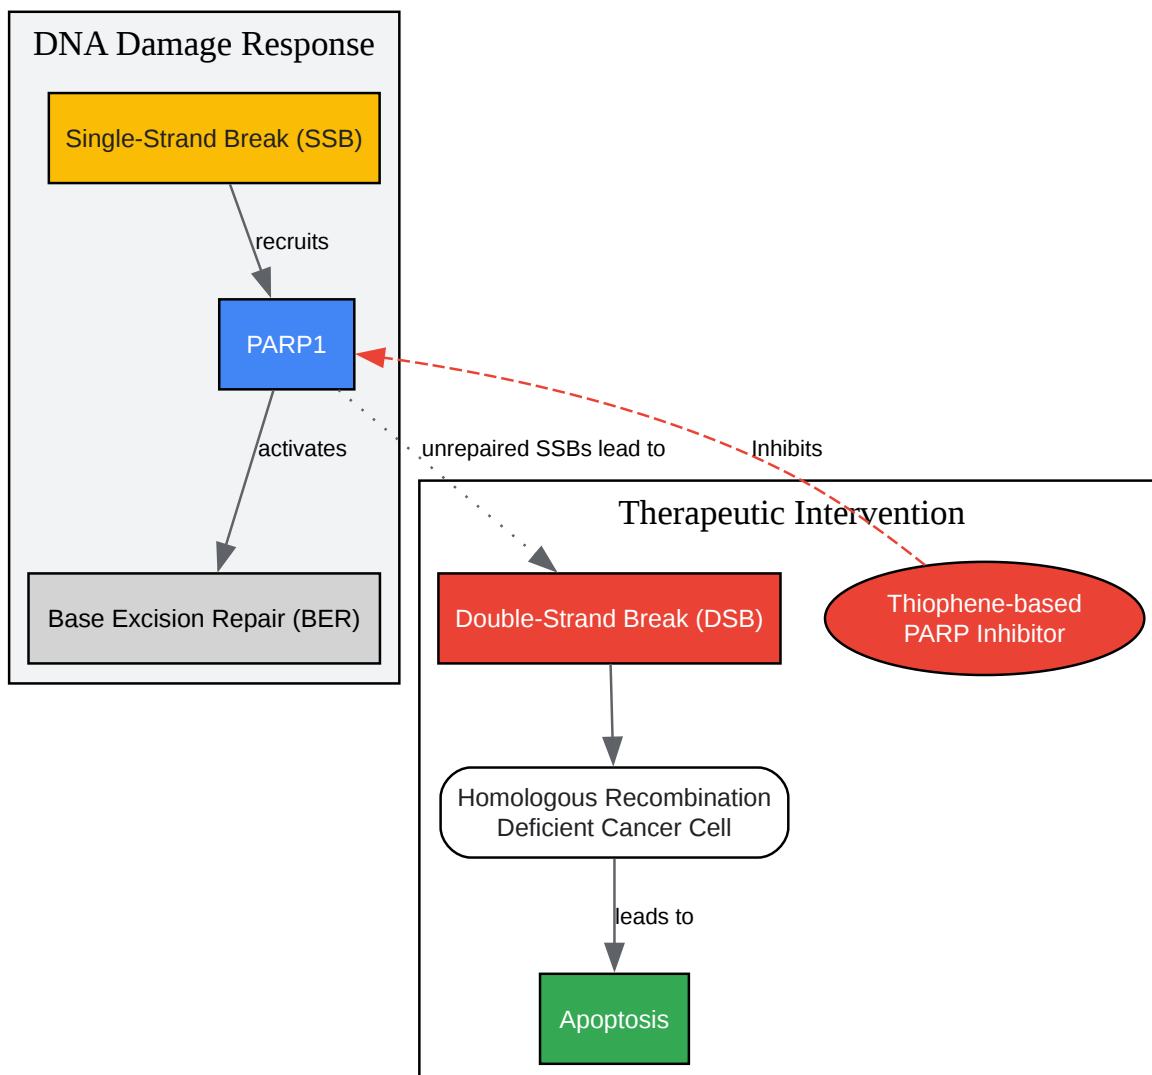 DNA Damage Response
Single-Strand Break (SSB)
recruits
PARP1
activates
unrepaired SSBs lead to
Inhibits
Base Excision Repair (BER)
Therapeutic Intervention
Double-Strand Break (DSB)
Thiophene-based
PARP Inhibitor
Homologous Recombination
Deficient Cancer Cell
leads to
Apoptosis